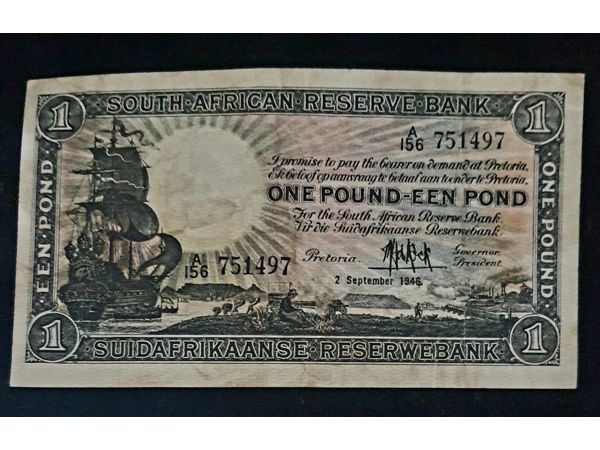 1
SOUTH·AFRICAN·RESERVE·BANK
1
A/156 751497
I promise to pay the bearer on demand at Pretoria.
Ek beloof op aanvraag te betaal aan toonder te Pretoria,
ONE POUND-EEN POND
For the South African Reserve Bank.
Vir die Suidafrikaanse Reserwebank.
EEN·POND
ONE·POUND
A/156 751497
Pretoria.
Governor
President.
2 September 1946.
1
SUIDAFRIKAANSE·RESERWEBANK
1